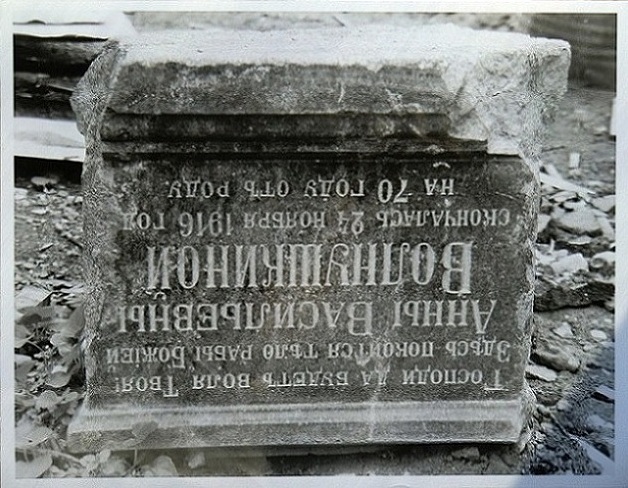 Господи да будетъ воля Твоя!
Здѣсь покоится тѣло рабы Божіей
Анны Васильевны
Волнушкиной
скончалась 24 ноября 1916 год
на 70 году отъ роду